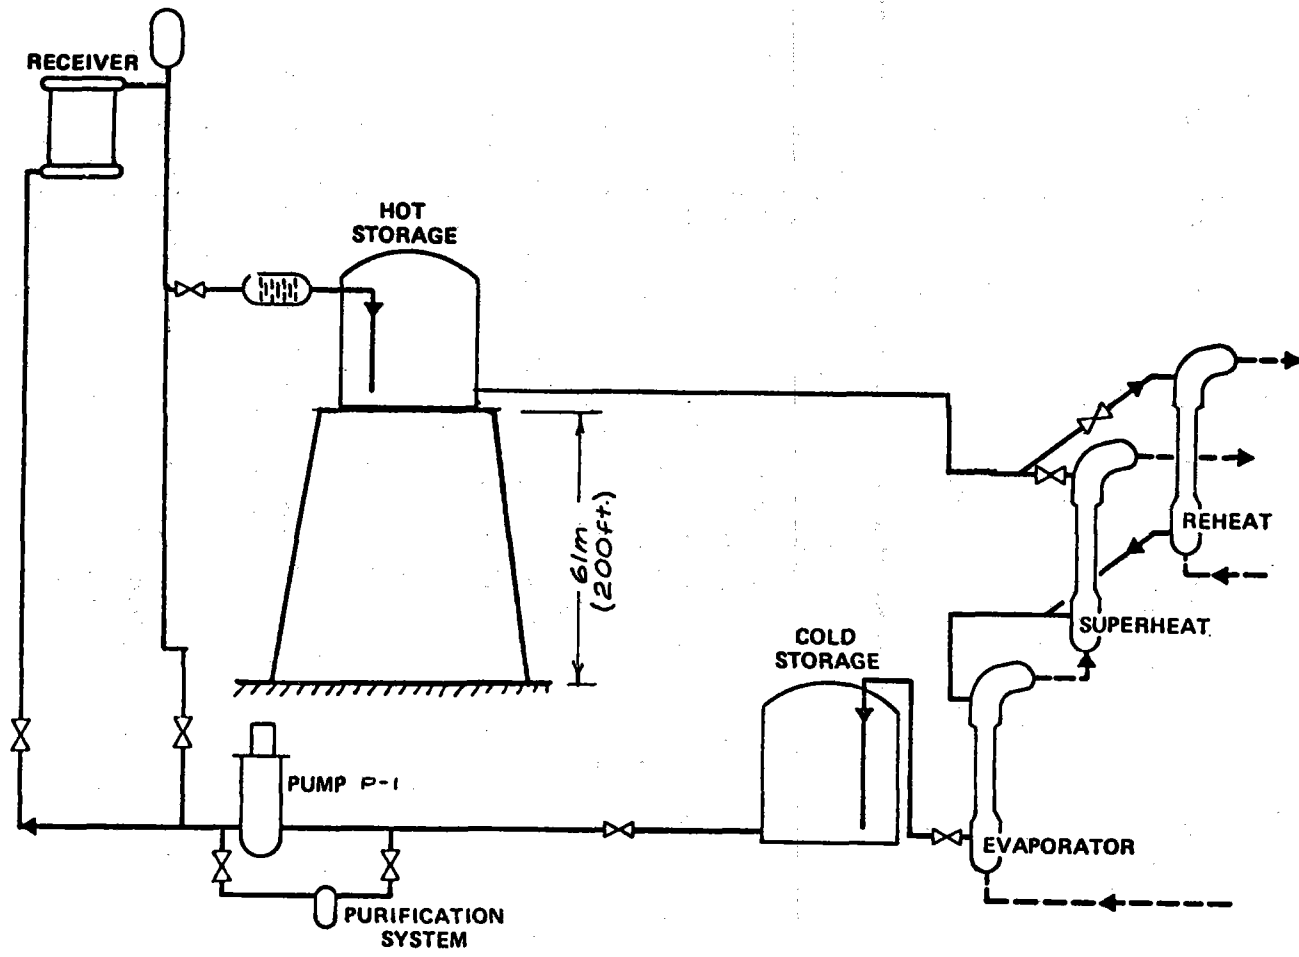 RECEIVER
HOT
STORAGE
61m
(200ft.)
REHEAT
SUPERHEAT
COLD
STORAGE
PUMP P-1
EVAPORATOR
PURIFICATION
SYSTEM